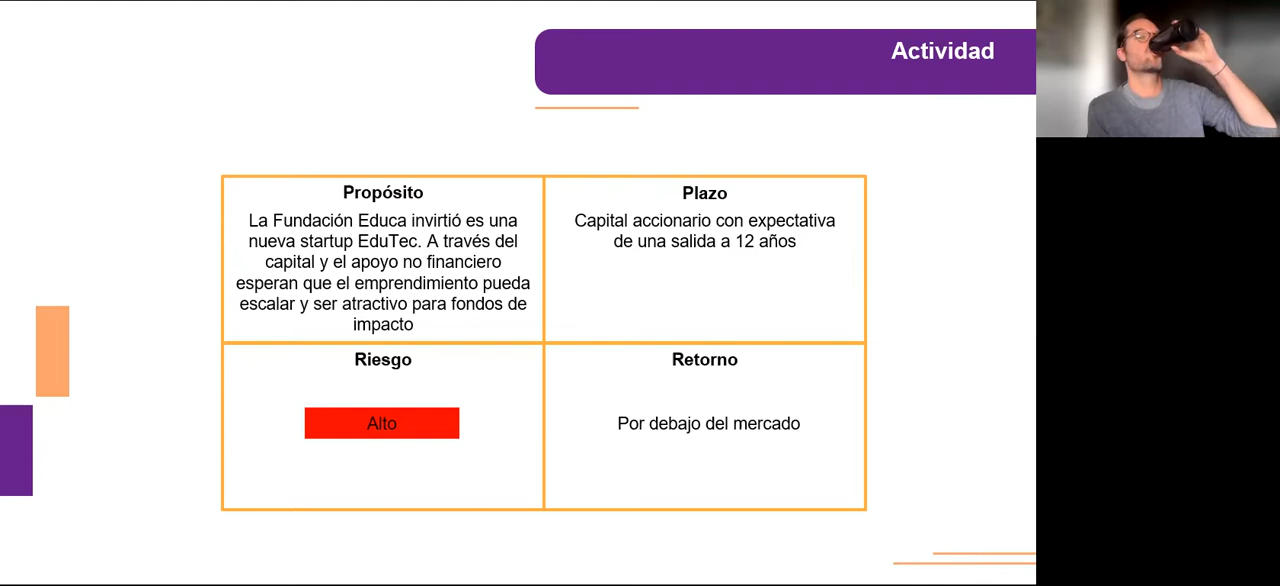 Actividad
Propósito
La Fundación Educa invirtió es una
nueva startup EduTec. A través del
capital y el apoyo no financiero
esperan que el emprendimiento pueda
escalar y ser atractivo para fondos de
impacto
Plazo
Capital accionario con expectativa
de una salida a 12 años
Riesgo
Alto
Retorno
Por debajo del mercado